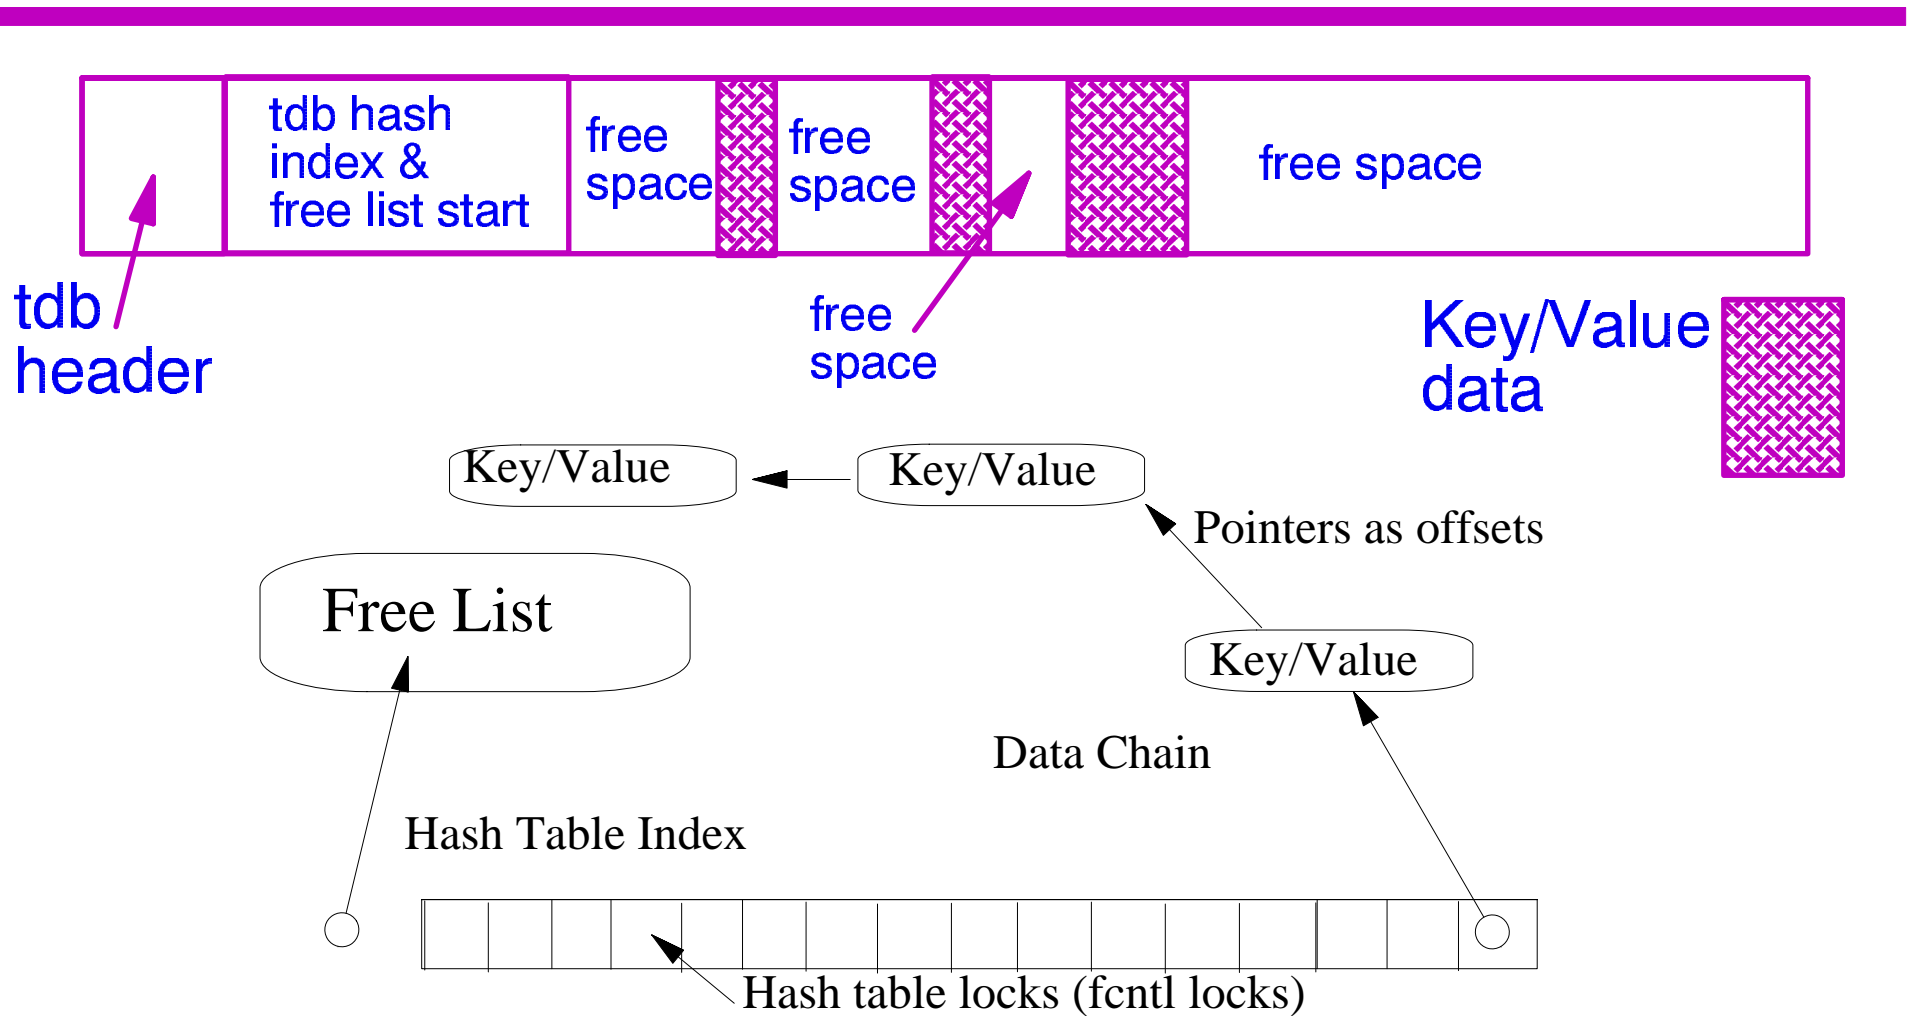 tdb hash
index &
free list start
free
space
free
space
free space
tdb
header
free
space
Key/Value
data
Key/Value
Key/Value
Pointers as offsets
Free List
Key/Value
Data Chain
Hash Table Index
Hash table locks (fcntl locks)